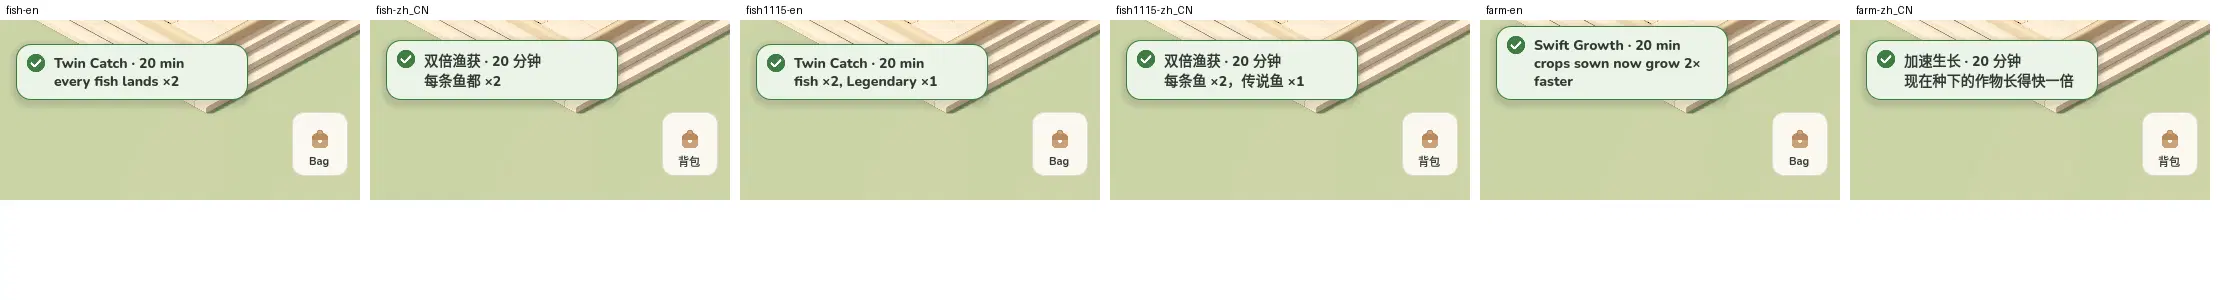 fish-en
Twin Catch · 20 min
every fish lands ×2
Bag
fish-zh_CN
双倍渔获 · 20 分钟
每条鱼都 ×2
背包
fish1115-en
Twin Catch · 20 min
fish ×2, Legendary ×1
Bag
fish1115-zh_CN
双倍渔获 · 20 分钟
每条鱼 ×2，传说鱼 ×1
背包
farm-en
Swift Growth · 20 min
crops sown now grow 2×
faster
Bag
farm-zh_CN
加速生长 · 20 分钟
现在种下的作物长得快一倍
背包